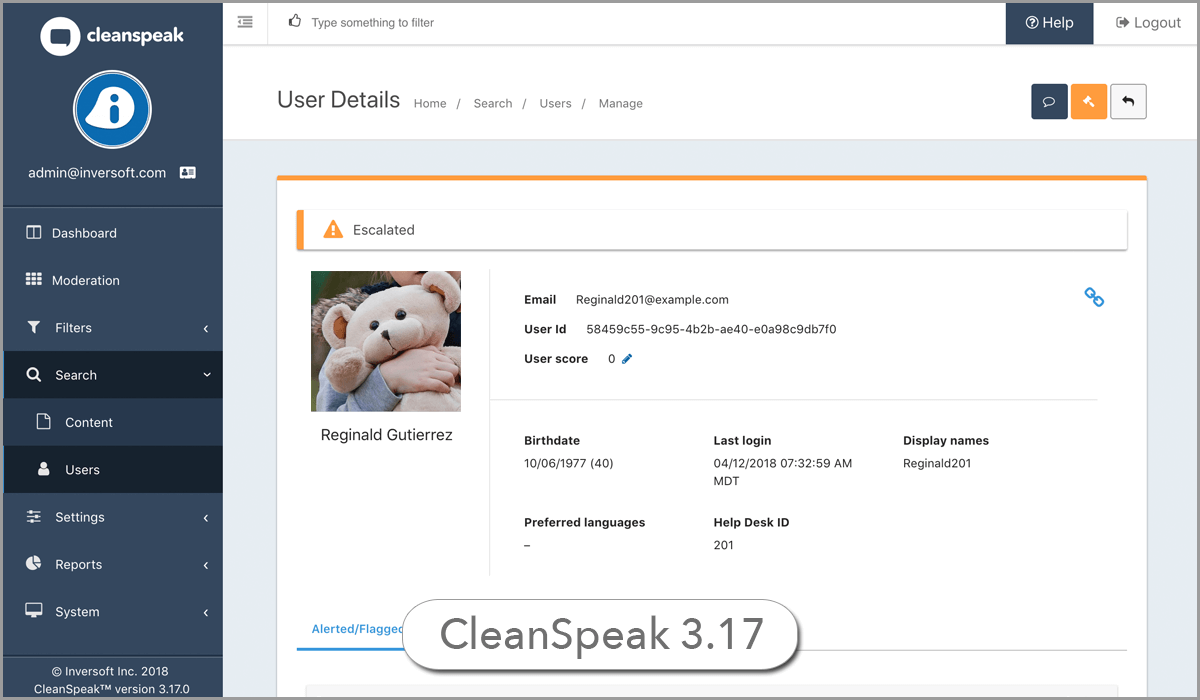 cleanspeak
Type something to filter
Help
Logout
User Details
Home / Search / Users / Manage
admin@inversoft.com
Dashboard
Moderation
Filters
Search
Content
Users
Settings
Reports
System
© Inversoft Inc. 2018
CleanSpeak™ version 3.17.0
Escalated
Reginald Gutierrez
Email Reginald201@example.com
User Id 58459c55-9c95-4b2b-ae40-e0a98c9db7f0
User score 0
Birthdate
10/06/1977 (40)
Last login
04/12/2018 07:32:59 AM
MDT
Display names
Reginald201
Preferred languages
–
Help Desk ID
201
Alerted/Flagged
CleanSpeak 3.17